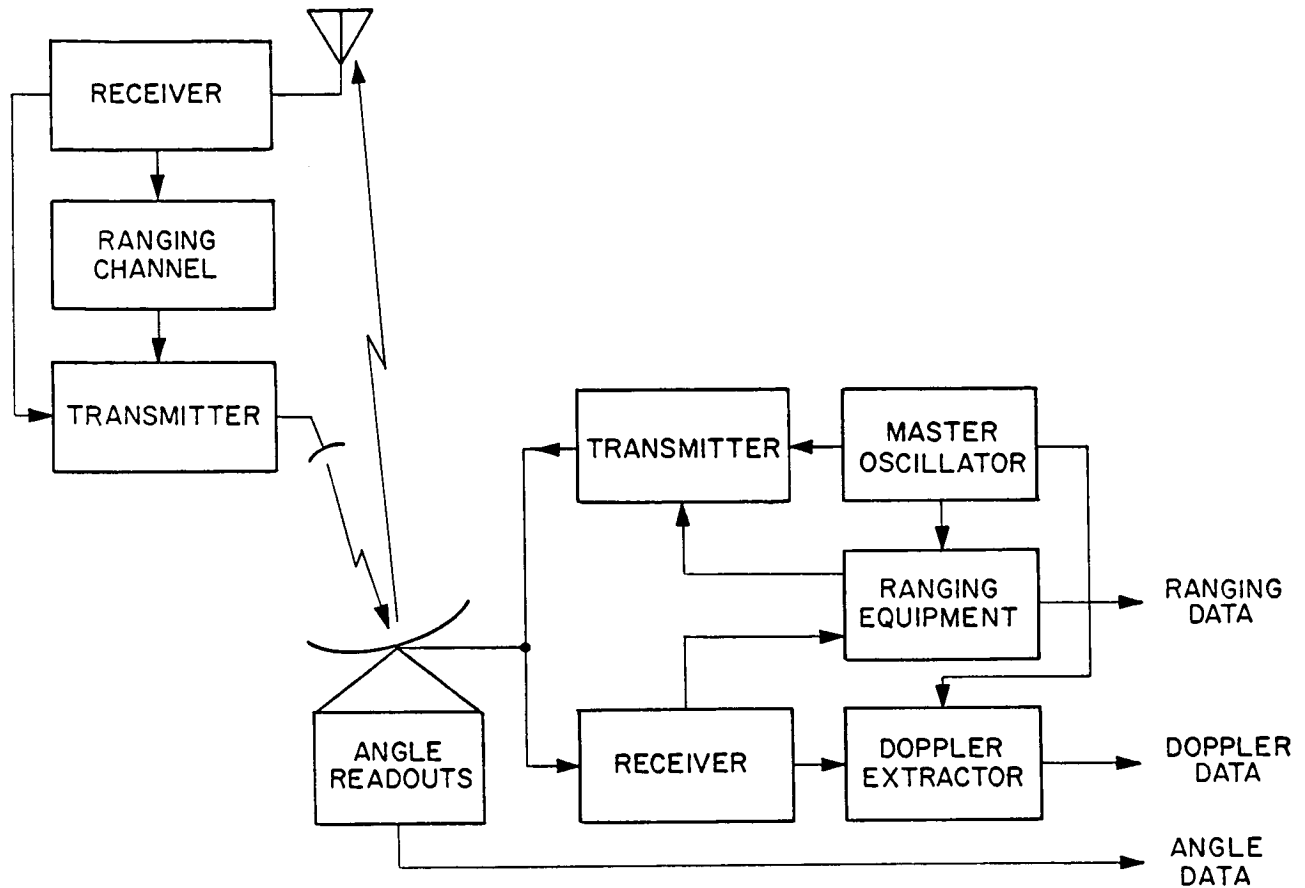 RECEIVER
RANGING
CHANNEL
TRANSMITTER
TRANSMITTER
MASTER
OSCILLATOR
RANGING
EQUIPMENT
RANGING
DATA
ANGLE
READOUTS
RECEIVER
DOPPLER
EXTRACTOR
DOPPLER
DATA
ANGLE
DATA